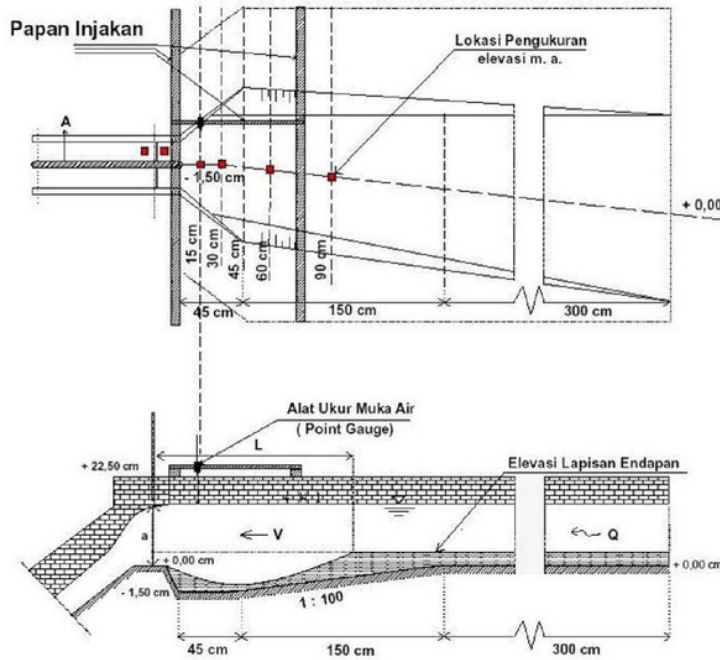 Papan Injakan
Lokasi Pengukuran
elevasi m. a.
A
- 1,50 cm
+ 0,00
15 cm
30 cm
45 cm
60 cm
90 cm
45 cm
150 cm
300 cm
Alat Ukur Muka Air
( Point Gauge)
L
+ 22,50 cm
Elevasi Lapisan Endapan
a
V
Q
+ 0,00 cm
+ 0,00 cm
- 1,50 cm
1 : 100
45 cm
150 cm
300 cm